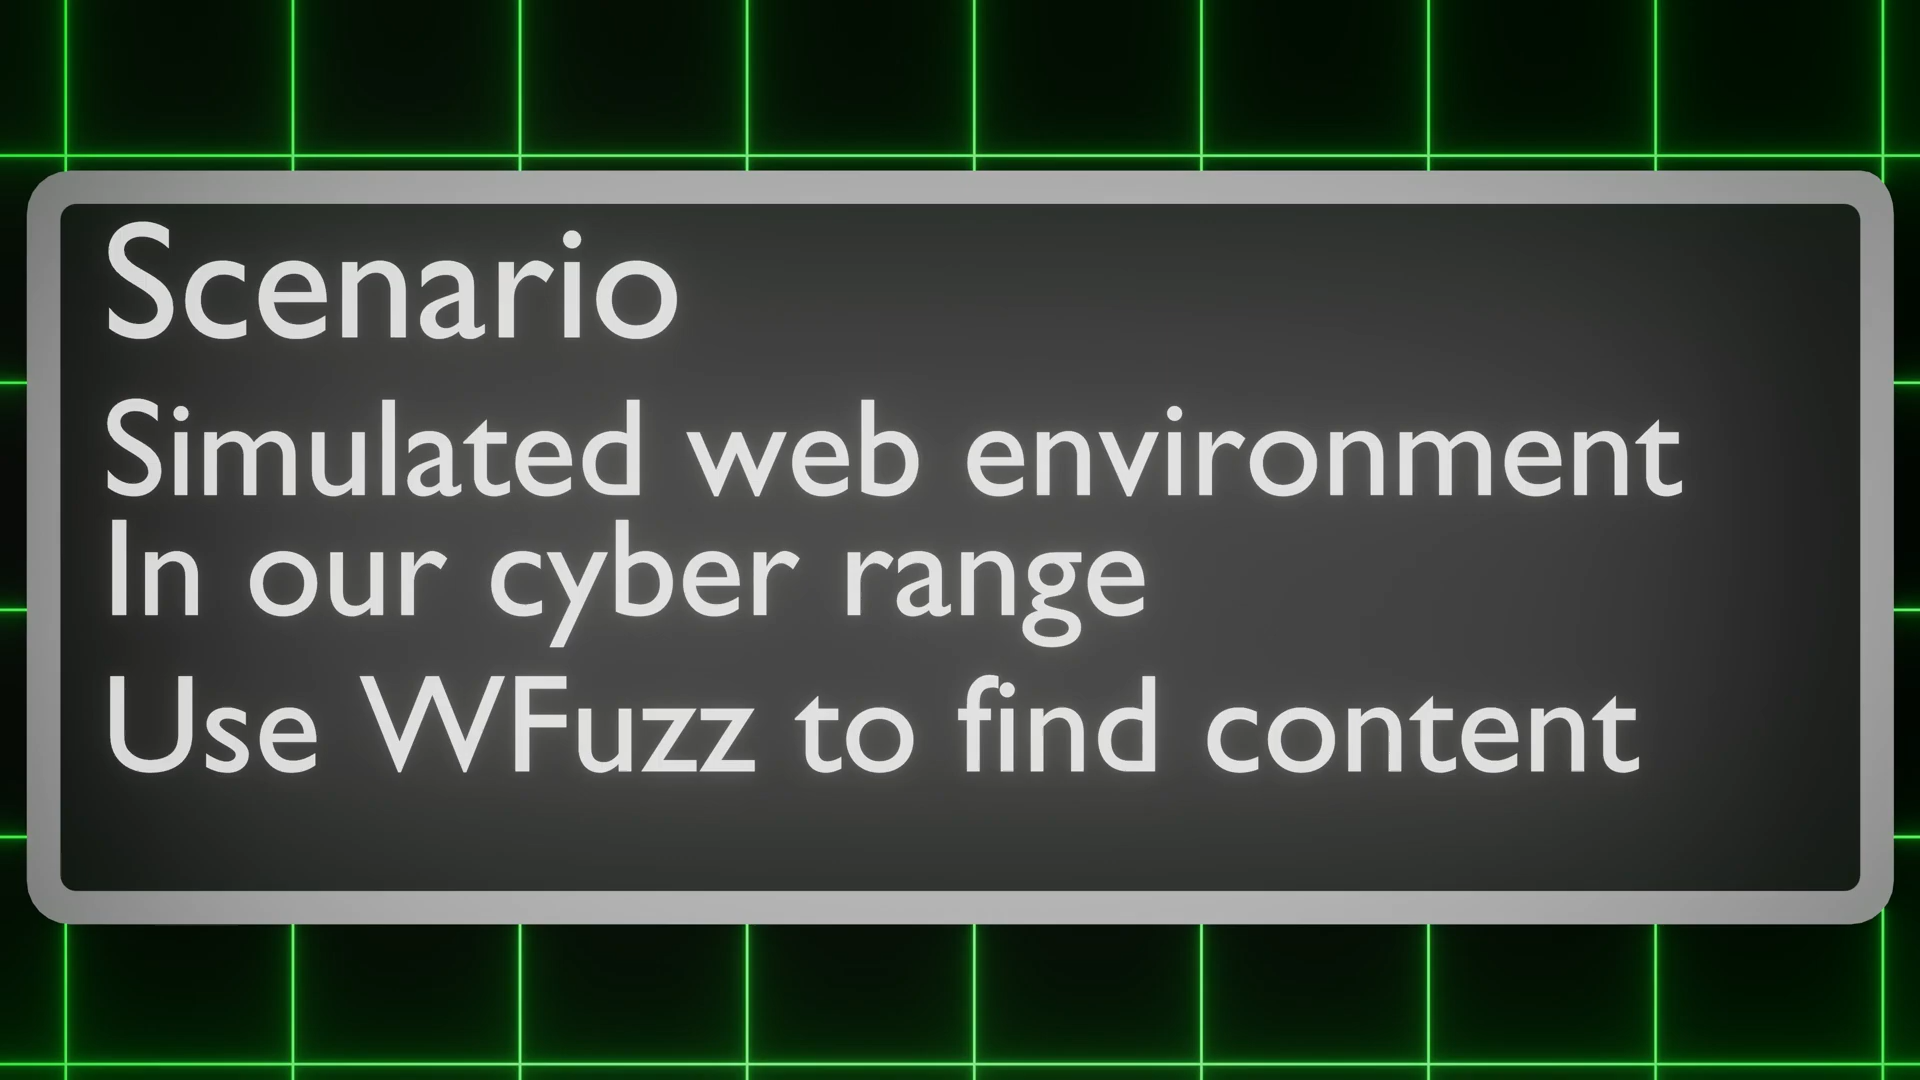 Scenario
Simulated web environment
In our cyber range
Use WFuzz to find content